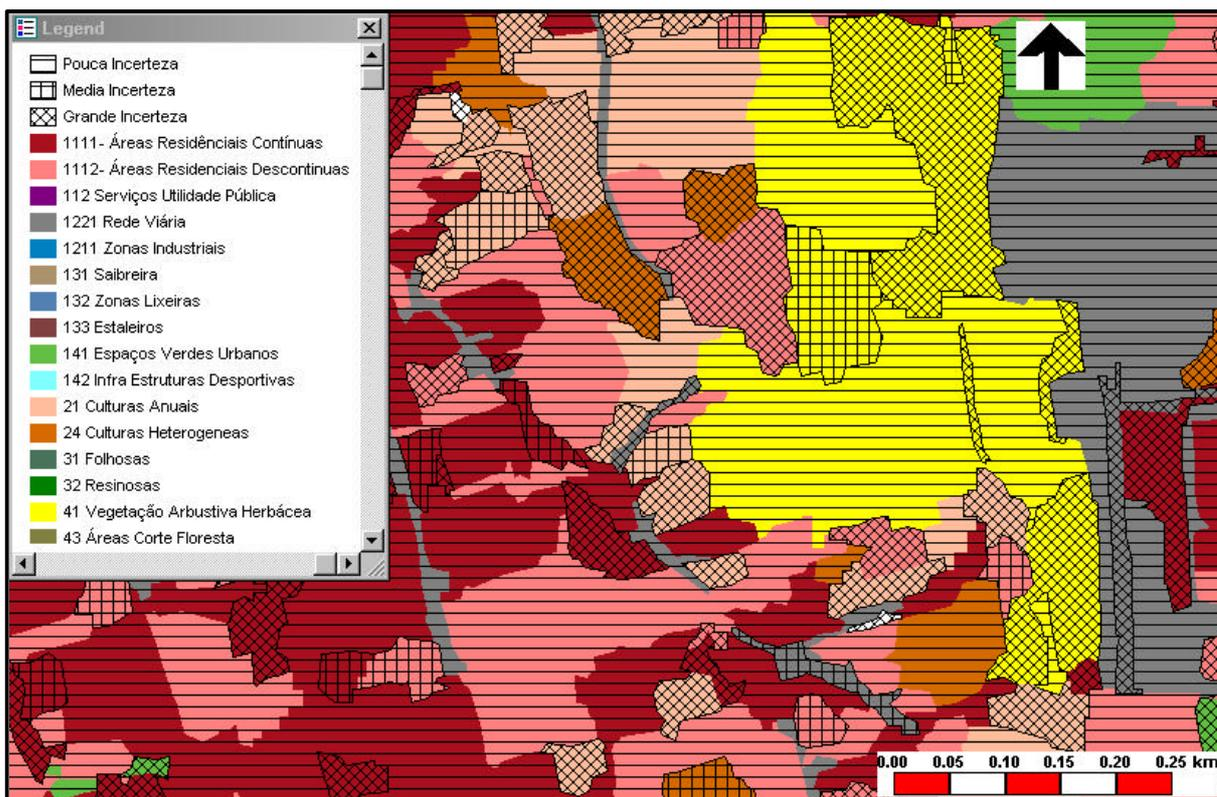 Legend
Pouca Incerteza
Media Incerteza
Grande Incerteza
1111- Áreas Residênciais Contínuas
1112- Áreas Residenciais Descontinuas
112 Serviços Utilidade Pública
1221 Rede Viária
1211 Zonas Industriais
131 Saibreira
132 Zonas Lixeiras
133 Estaleiros
141 Espaços Verdes Urbanos
142 Infra Estruturas Desportivas
21 Culturas Anuais
24 Culturas Heterogeneas
31 Folhosas
32 Resinosas
41 Vegetação Arbustiva Herbácea
43 Áreas Corte Floresta
0.00 0.05 0.10 0.15 0.20 0.25 km